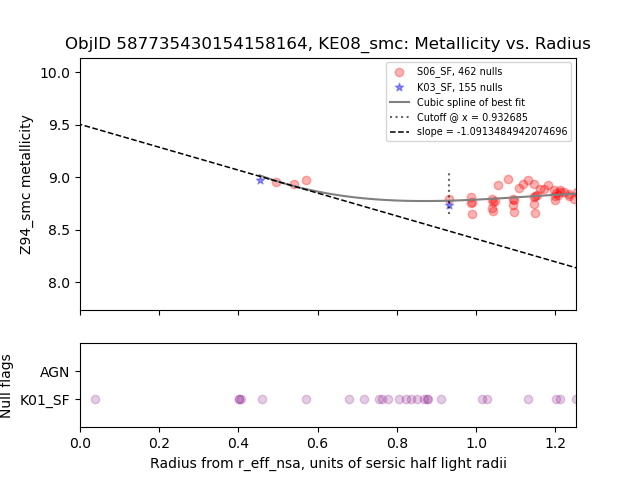 ObjID 587735430154158164, KE08_smc: Metallicity vs. Radius
10.0
9.5
9.0
8.5
8.0
Z94_smc metallicity
S06_SF, 462 nulls
K03_SF, 155 nulls
Cubic spline of best fit
Cutoff @ x = 0.932685
slope = -1.0913484942074696
AGN
K01_SF
Null flags
0.0 0.2 0.4 0.6 0.8 1.0 1.2
Radius from r_eff_nsa, units of sersic half light radii